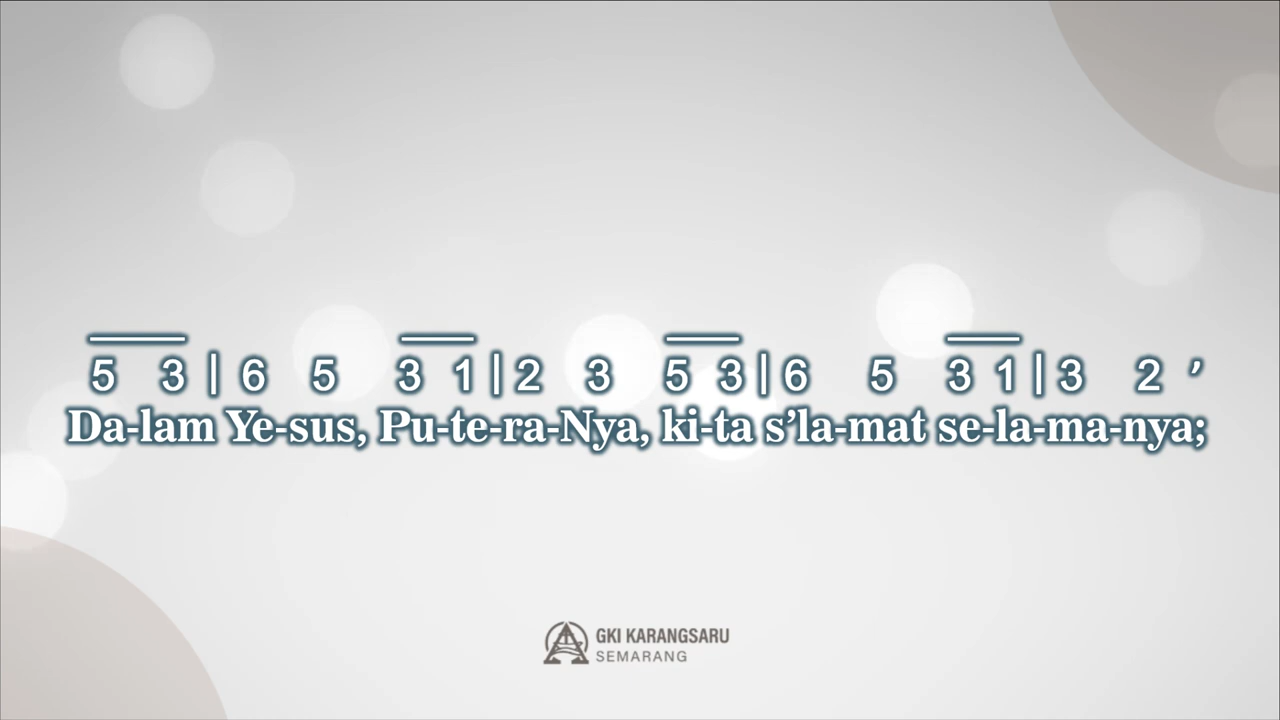 5 3 | 6 5 3 1 | 2 3 5 3 | 6 5 3 1 | 3 2 ’
Da-lam Ye-sus, Pu-te-ra-Nya, ki-ta s’la-mat se-la-ma-nya;
GKI KARANGSARU
SEMARANG